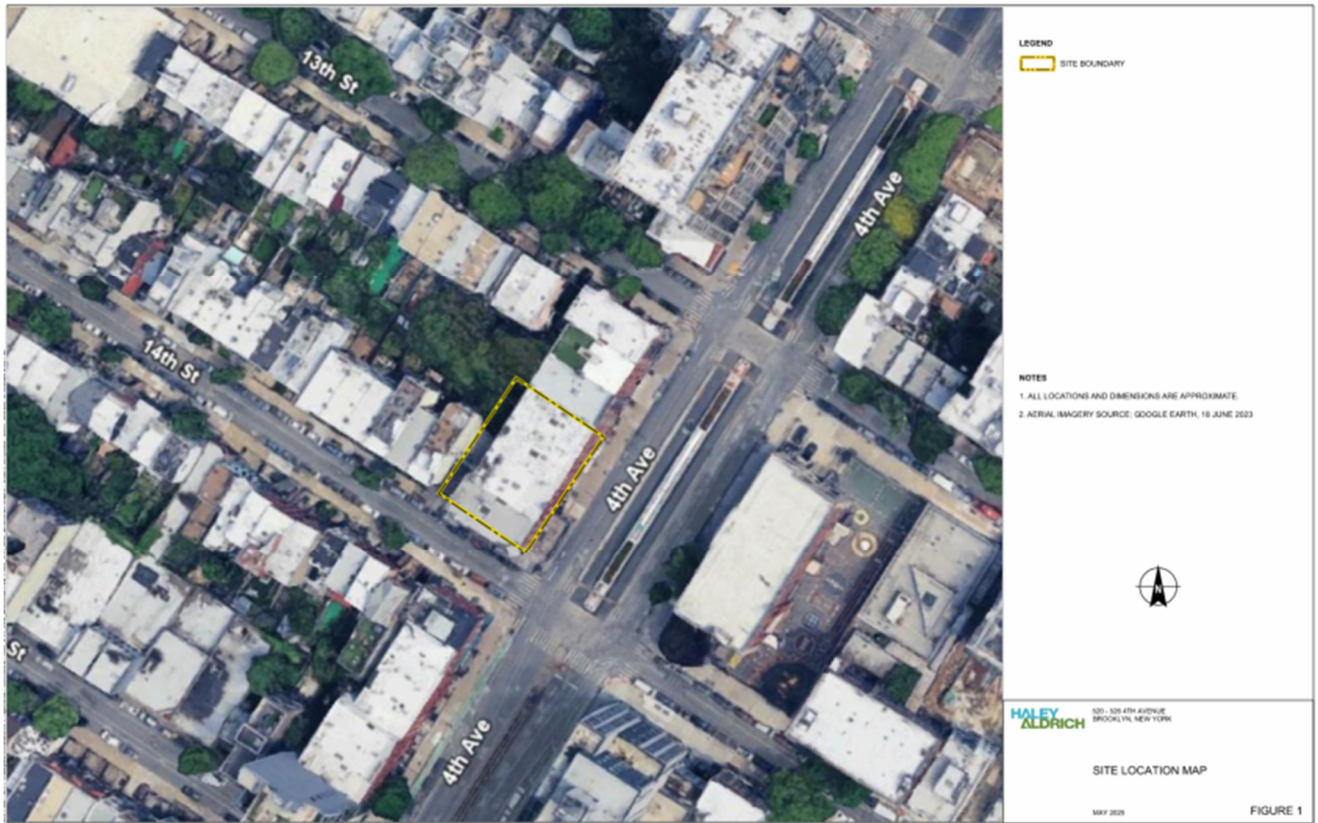 13th St
4th Ave
14th St
4th Ave
St
4th Ave
LEGEND
SITE BOUNDARY
NOTES
1. ALL LOCATIONS AND DIMENSIONS ARE APPROXIMATE.
2. AERIAL IMAGERY SOURCE: GOOGLE EARTH, 18 JUNE 2023
N
HALEY
ALDRICH
4TH AVENUE
BROOKLYN, NEW YORK
SITE LOCATION MAP
MAY 2025
FIGURE 1